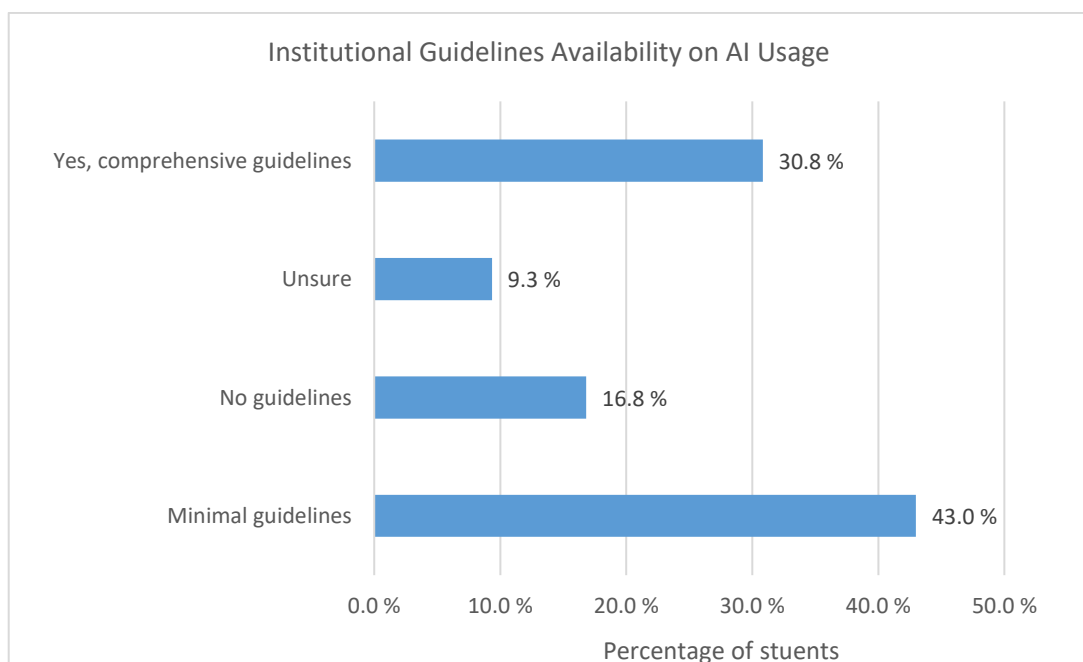 Institutional Guidelines Availability on AI Usage
Yes, comprehensive guidelines
30.8 %
Unsure
9.3 %
No guidelines
16.8 %
Minimal guidelines
43.0 %
0.0 % 10.0 % 20.0 % 30.0 % 40.0 % 50.0 %
Percentage of stuents